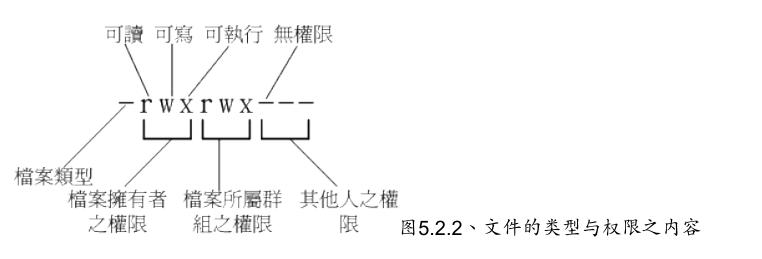 可讀 可寫 可執行 無權限
-rwxrwx---
檔案類型
檔案擁有者 檔案所屬群 其他人之權
之權限 組之權限 限
图5.2.2、文件的类型与权限之内容